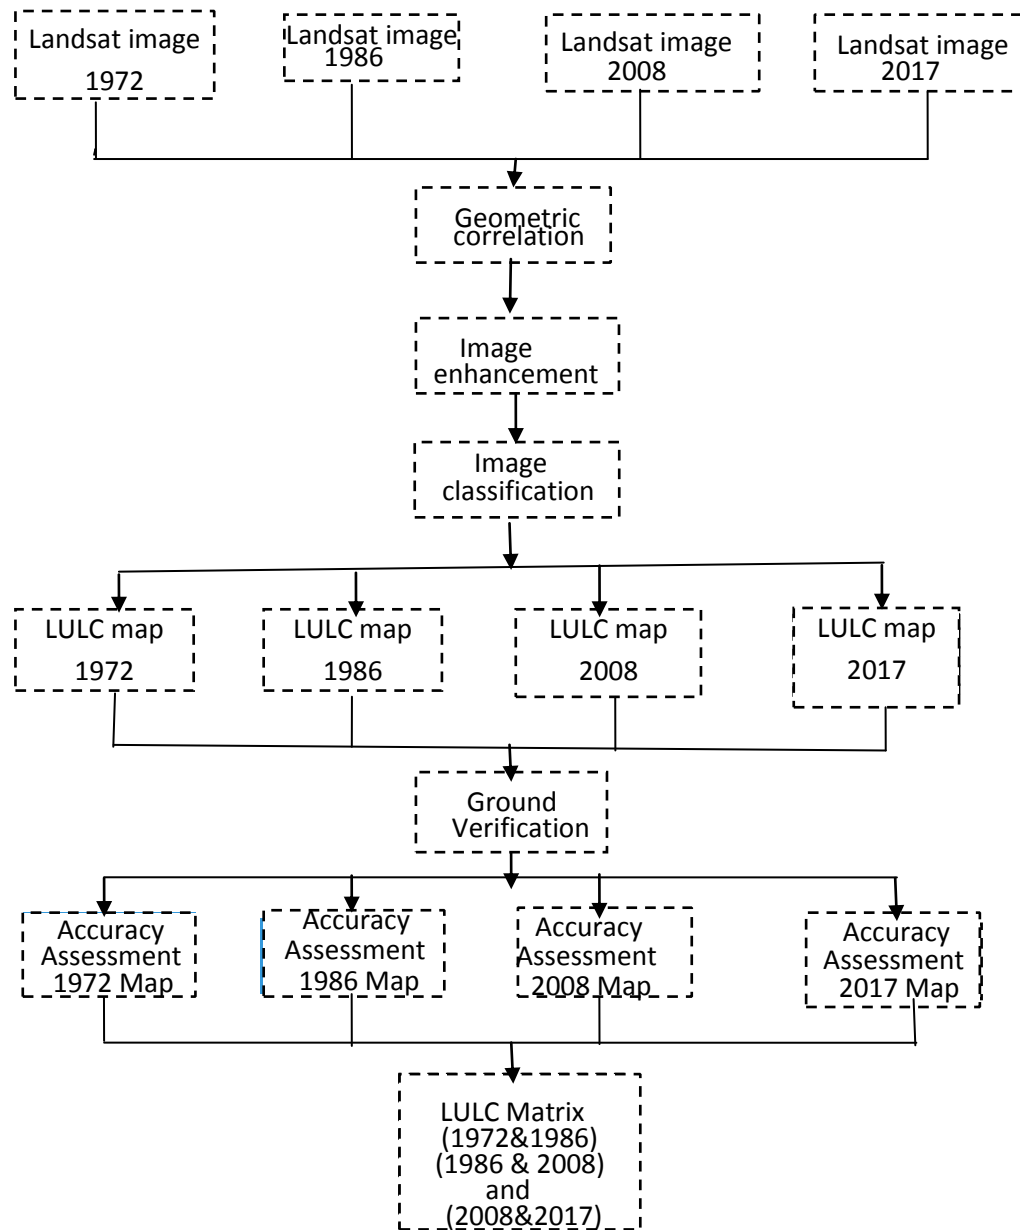 Landsat image
1972
Landsat image
1986
Landsat image
2008
Landsat image
2017
Geometric
correlation
Image
enhancement
Image
classification
LULC map
1972
LULC map
1986
LULC map
2008
LULC map
2017
Ground
Verification
Accuracy
Assessment
1972 Map
Accuracy
Assessment
1986 Map
Accuracy
Assessment
2008 Map
Accuracy
Assessment
2017 Map
LULC Matrix
(1972&1986)
(1986 & 2008)
and
(2008&2017)